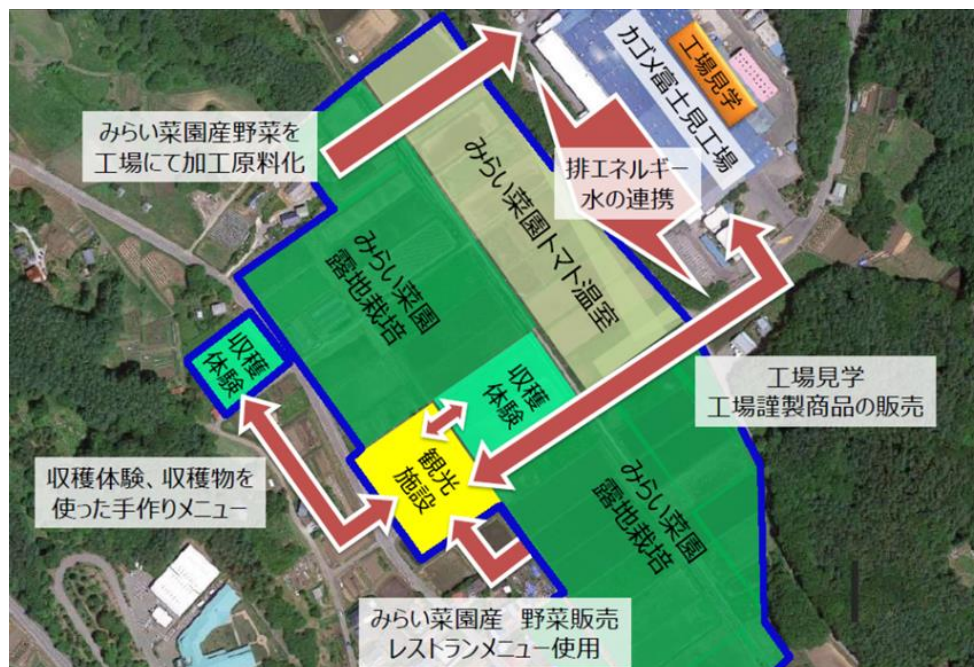 工場見学
カゴメ富士見工場
みらい菜園産野菜を
工場にて加工原料化
排エネルギー
水の連携
みらい菜園トマト温室
みらい菜園
露地栽培
収穫
体験
収穫
体験
工場見学
工場謹製商品の販売
観光
施設
収穫体験、収穫物を
使った手作りメニュー
みらい菜園
露地栽培
みらい菜園産 野菜販売
レストランメニュー使用